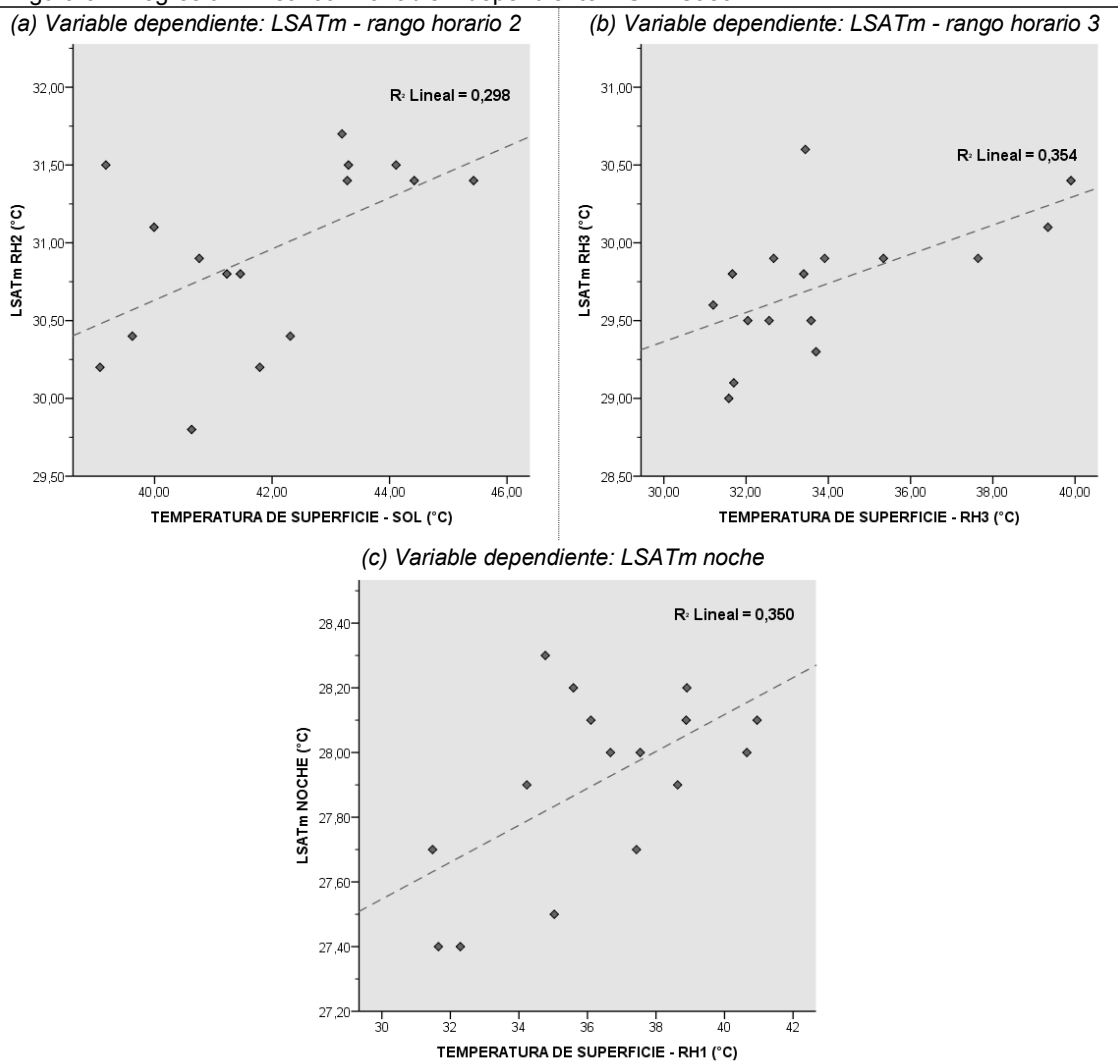 (a) Variable dependiente: LSATm - rango horario 2
32,00
31,50
31,00
30,50
30,00
29,50
LSATm RH2 (°C)
R² Lineal = 0,298
40,00 42,00 44,00 46,00
TEMPERATURA DE SUPERFICIE - SOL (°C)
(b) Variable dependiente: LSATm - rango horario 3
31,00
30,50
30,00
29,50
29,00
28,50
LSATm RH3 (°C)
R² Lineal = 0,354
30,00 32,00 34,00 36,00 38,00 40,00
TEMPERATURA DE SUPERFICIE - RH3 (°C)
(c) Variable dependiente: LSATm noche
28,40
28,20
28,00
27,80
27,60
27,40
27,20
LSATm NOCHE (°C)
R² Lineal = 0,350
30 32 34 36 38 40 42
TEMPERATURA DE SUPERFICIE - RH1 (°C)